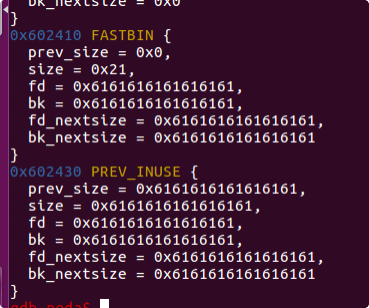 bk_nextsize = 0x0
}
0x602410 FASTBIN {
prev_size = 0x0,
size = 0x21,
fd = 0x6161616161616161,
bk = 0x6161616161616161,
fd_nextsize = 0x6161616161616161,
bk_nextsize = 0x6161616161616161
}
0x602430 PREV_INUSE {
prev_size = 0x6161616161616161,
size = 0x6161616161616161,
fd = 0x6161616161616161,
bk = 0x6161616161616161,
fd_nextsize = 0x6161616161616161,
bk_nextsize = 0x6161616161616161
}
gdb-peda$